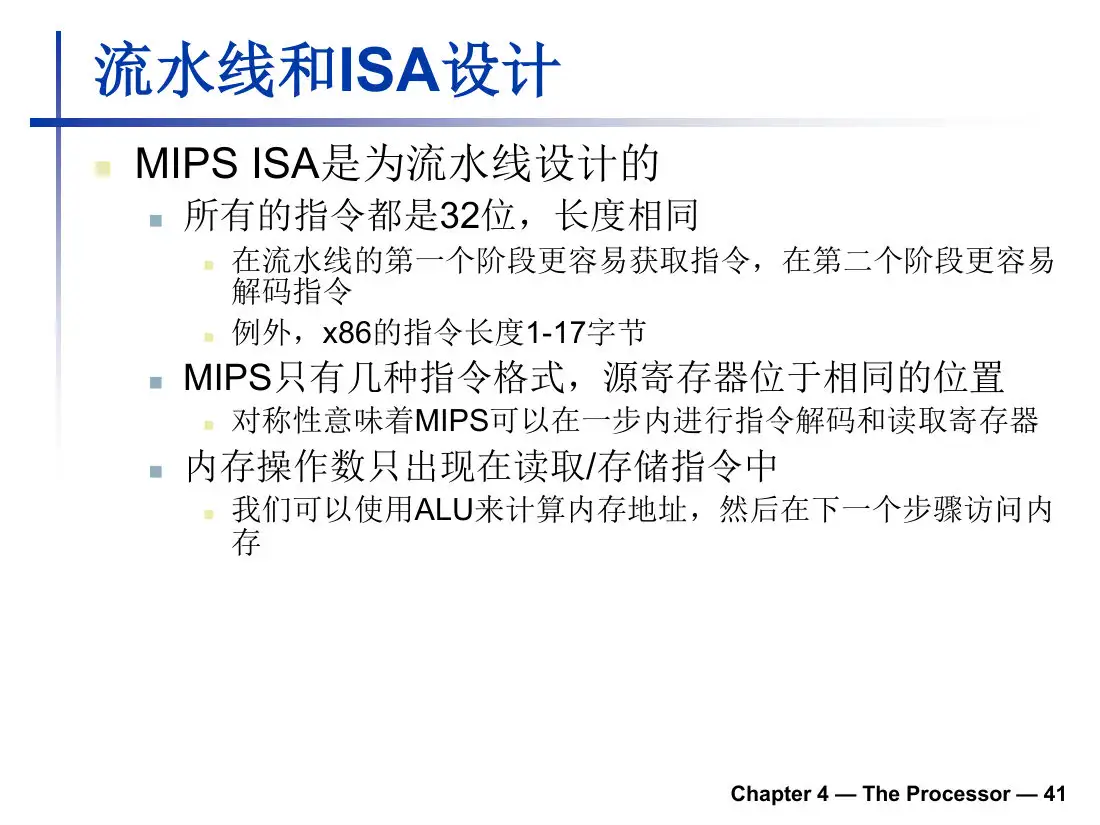 流水线和ISA设计
MIPS ISA是为流水线设计的
所有的指令都是32位，长度相同
在流水线的第一个阶段更容易获取指令，在第二个阶段更容易
解码指令
例外，x86的指令长度1-17字节
MIPS只有几种指令格式，源寄存器位于相同的位置
对称性意味着MIPS可以在一步内进行指令解码和读取寄存器
内存操作数只出现在读取/存储指令中
我们可以使用ALU来计算内存地址，然后在下一个步骤访问内
存
Chapter 4 — The Processor — 41